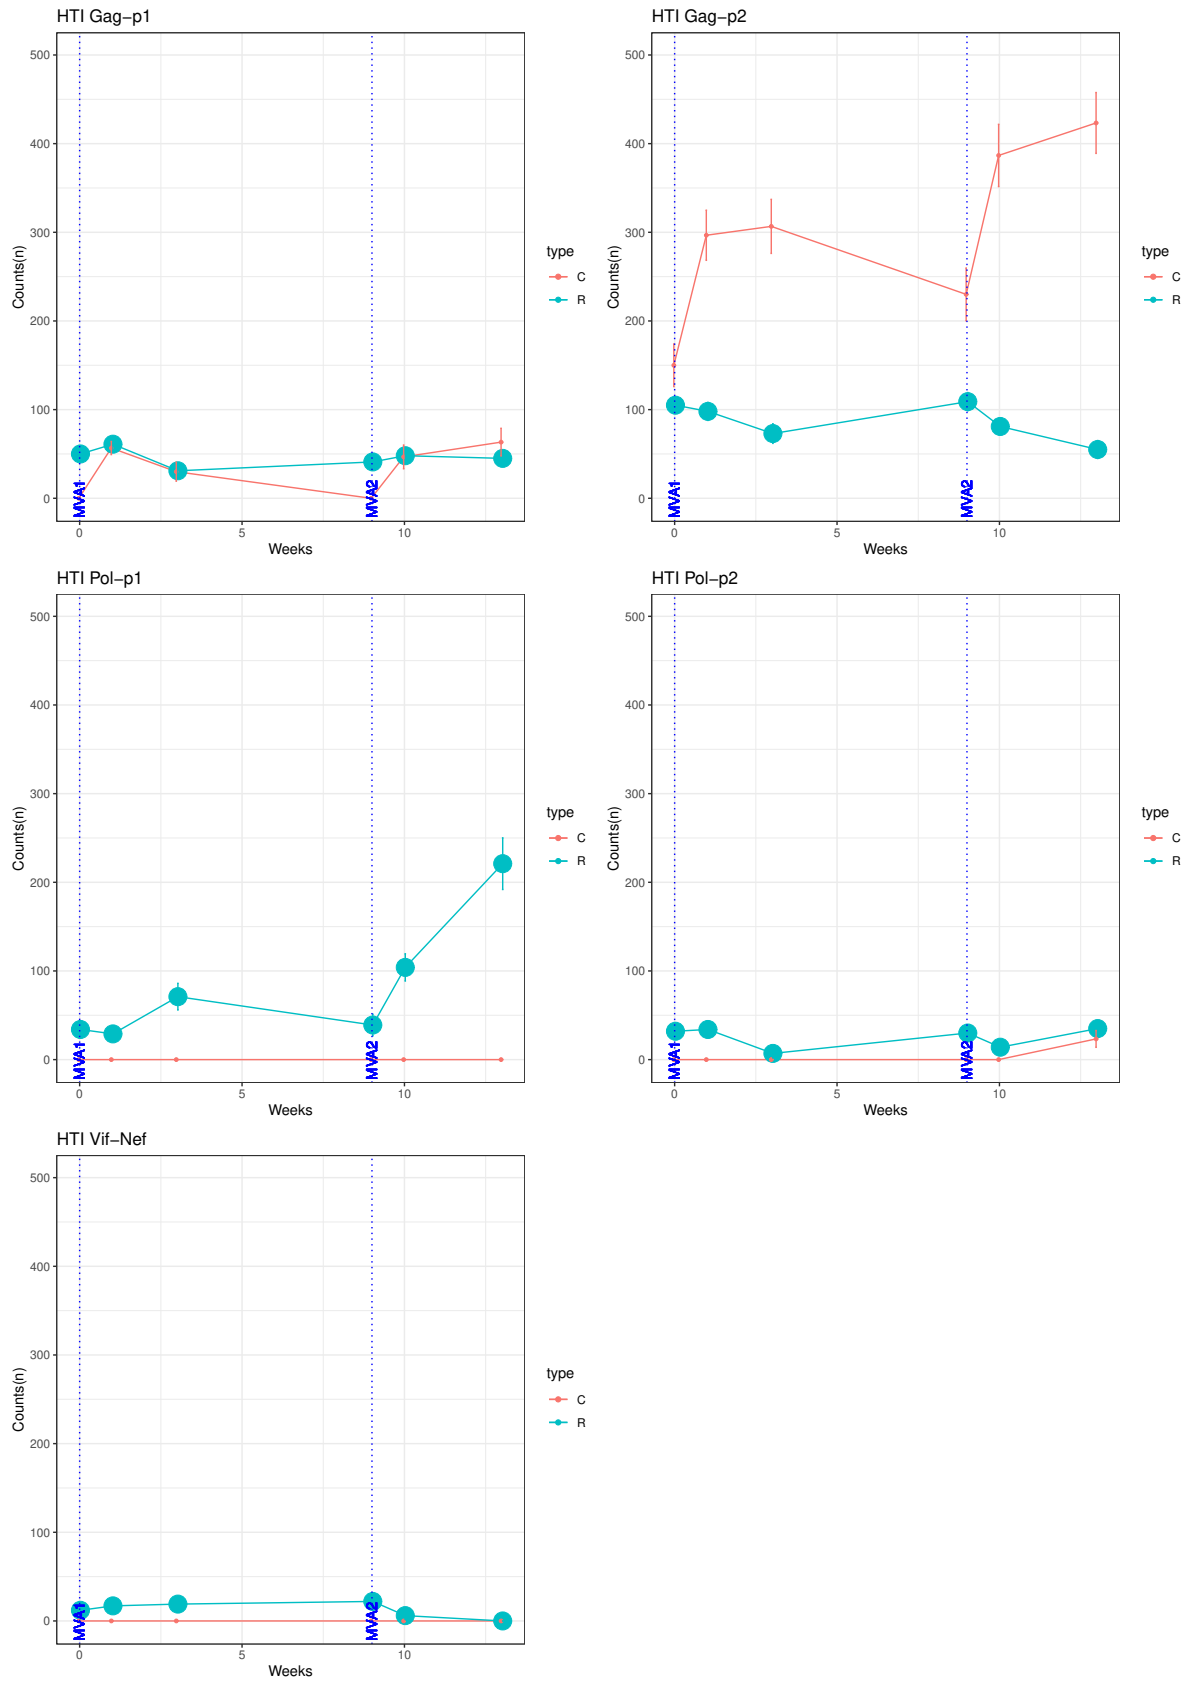 HTI Gag−p1
500
400
300
200
100
0
Counts(n)
MVA1
MVA2
0 5 10
Weeks
type
C
R
HTI Gag−p2
500
400
300
200
100
0
Counts(n)
MVA1
MVA2
0 5 10
Weeks
type
C
R
HTI Pol−p1
500
400
300
200
100
0
Counts(n)
MVA1
MVA2
0 5 10
Weeks
type
C
R
HTI Pol−p2
500
400
300
200
100
0
Counts(n)
MVA1
MVA2
0 5 10
Weeks
type
C
R
HTI Vif−Nef
500
400
300
200
100
0
Counts(n)
MVA1
MVA2
0 5 10
Weeks
type
C
R